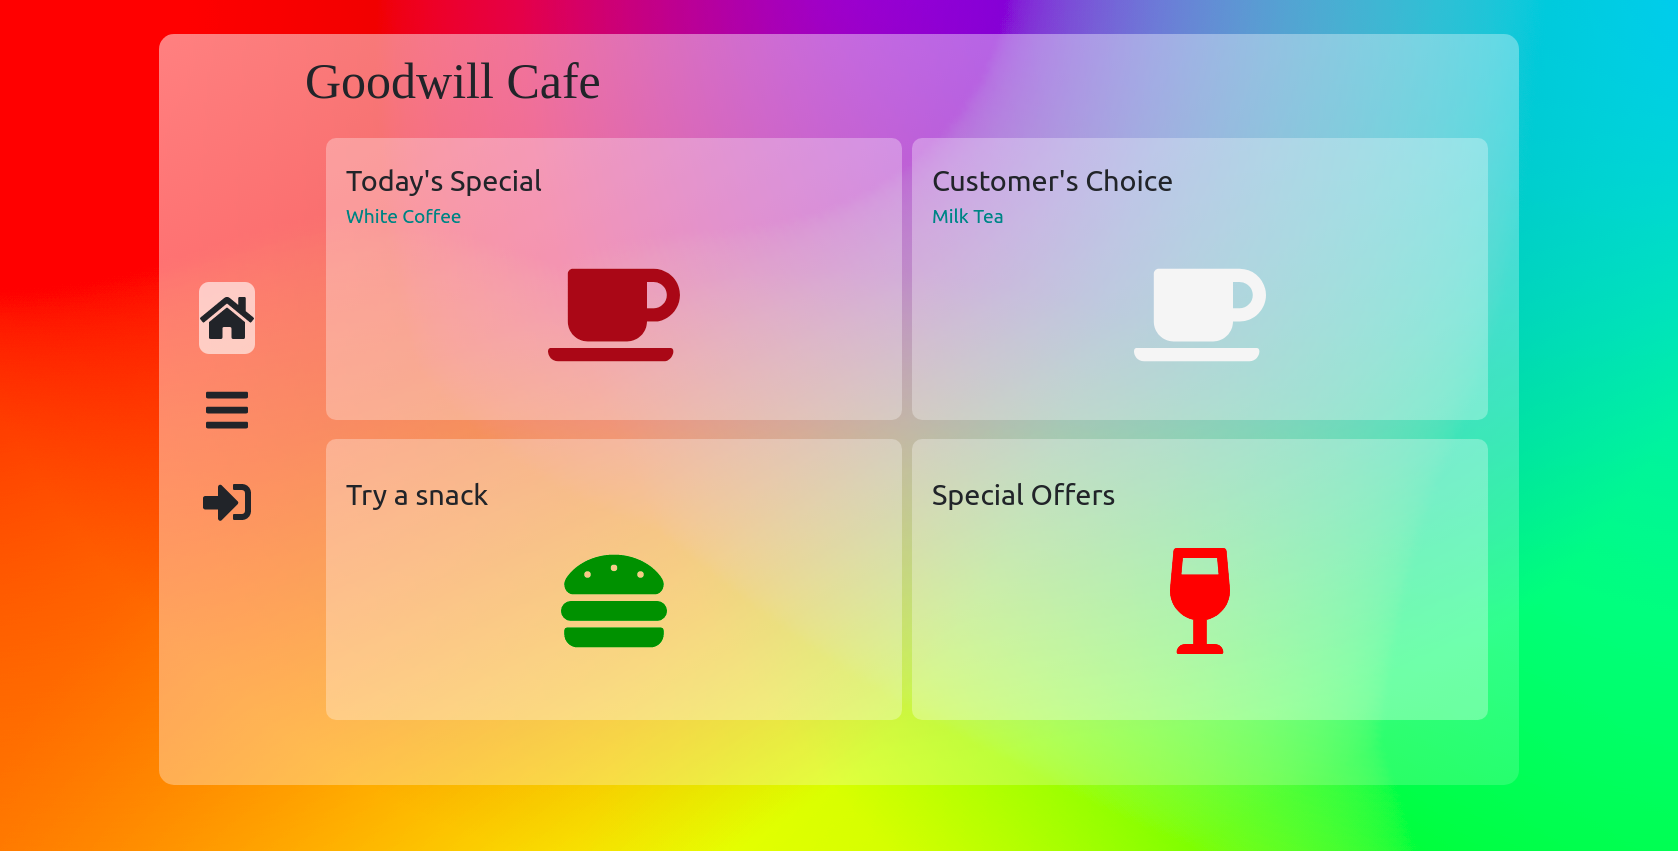 Goodwill Cafe
Today's Special
White Coffee
Customer's Choice
Milk Tea
Try a snack
Special Offers